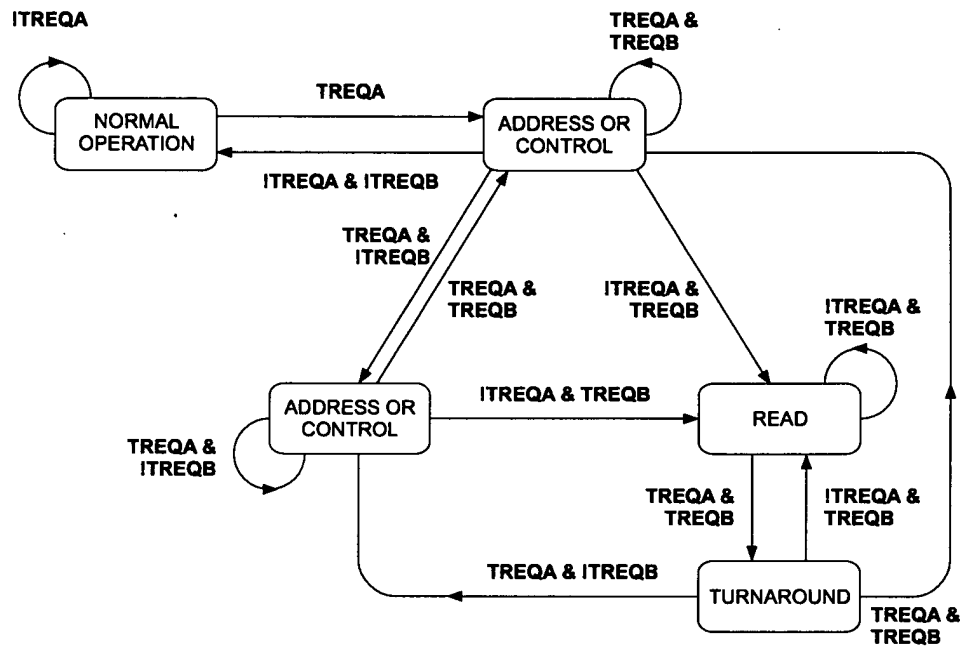 !TREQA
TREQA &
TREQB
TREQA
NORMAL
OPERATION
ADDRESS OR
CONTROL
!TREQA & !TREQB
TREQA &
!TREQB
TREQA &
TREQB
!TREQA &
TREQB
!TREQA &
TREQB
ADDRESS OR
CONTROL
!TREQA & TREQB
READ
TREQA &
!TREQB
TREQA &
TREQB
!TREQA &
TREQB
TREQA & !TREQB
TURNAROUND
TREQA &
TREQB